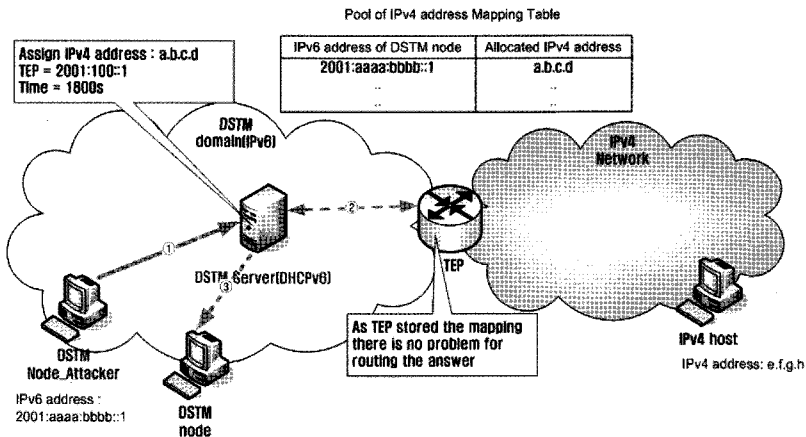 Pool of IPv4 address Mapping Table
IPv6 address of DSTM node Allocated IPv4 address
2001:aaaa:bbbb::1 a.b.c.d
.. ..
.. ..
Assign IPv4 address : a.b.c.d
TEP = 2001:100::1
Time = 1800s
DSTM
domain(IPv6)
IPv4
Network
①
②
③
DSTM Server(DHCPv6)
TEP
As TEP stored the mapping
there is no problem for
routing the answer
DSTM
Node_Attacker
IPv6 address :
2001:aaaa:bbbb::1
DSTM
node
IPv4 host
IPv4 address: e.f.g.h